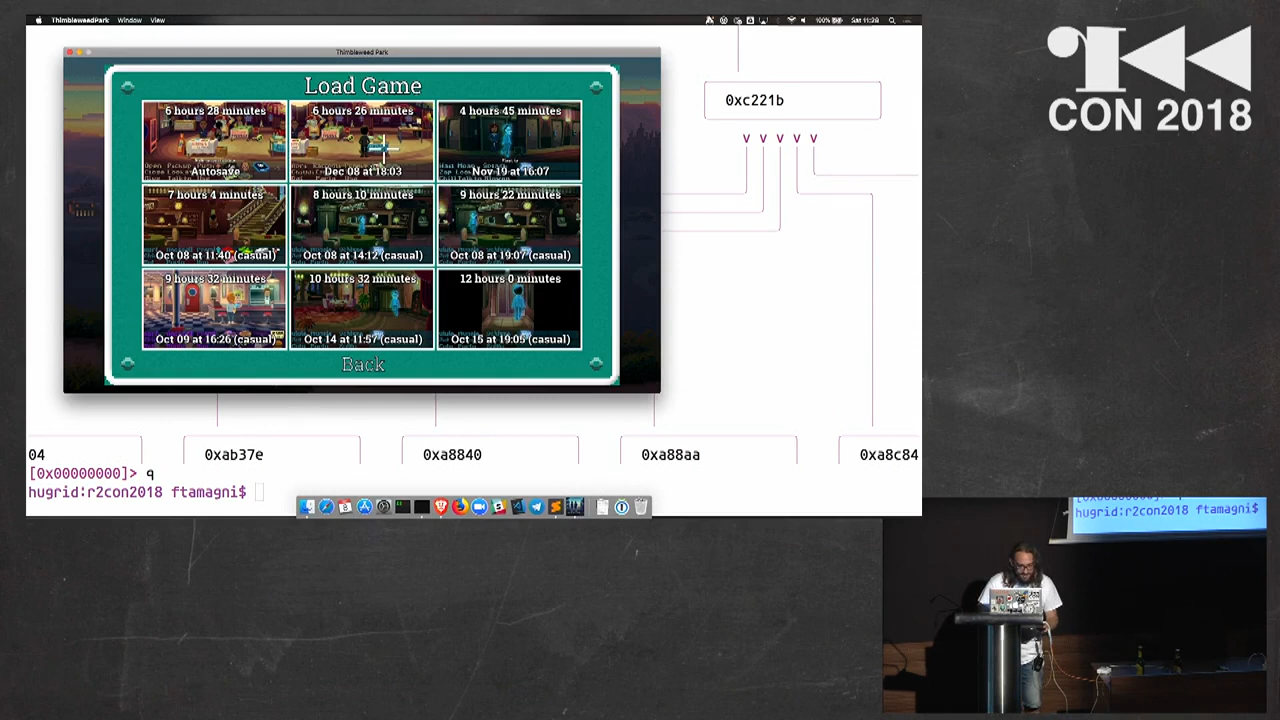 ThimbleweedPark Window View
100% Sat 11:28
Thimbleweed Park
Load Game
6 hours 28 minutes
Autosave
6 hours 26 minutes
Dec 08 at 18:03
4 hours 45 minutes
Nov 19 at 16:07
7 hours 4 minutes
Oct 08 at 11:40 (casual)
8 hours 10 minutes
Oct 08 at 14:12 (casual)
9 hours 22 minutes
Oct 08 at 19:07 (casual)
9 hours 32 minutes
Oct 09 at 16:26 (casual)
10 hours 32 minutes
Oct 14 at 11:57 (casual)
12 hours 0 minutes
Oct 15 at 19:05 (casual)
Back
0xc221b
v v v v v
04
0xab37e
0xa8840
0xa88aa
0xa8c84
[0x00000000]> q
hugrid:r2con2018 ftamagni$
CON 2018
hugrid:r2con2018 ftamagni$